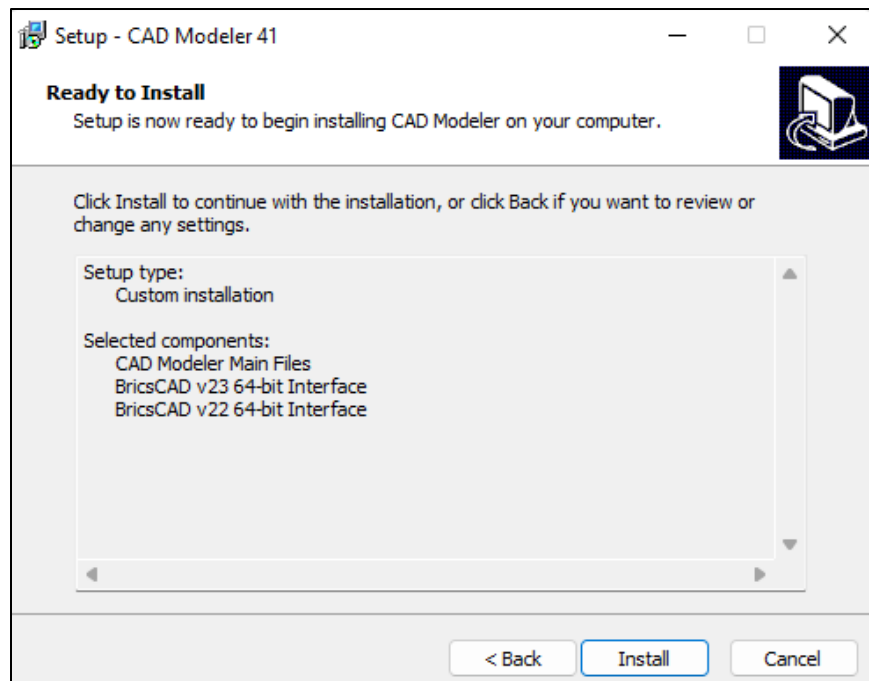 Setup - CAD Modeler 41
Ready to Install
Setup is now ready to begin installing CAD Modeler on your computer.
Click Install to continue with the installation, or click Back if you want to review or
change any settings.
Setup type:
Custom installation
Selected components:
CAD Modeler Main Files
BricsCAD v23 64-bit Interface
BricsCAD v22 64-bit Interface
< Back
Install
Cancel